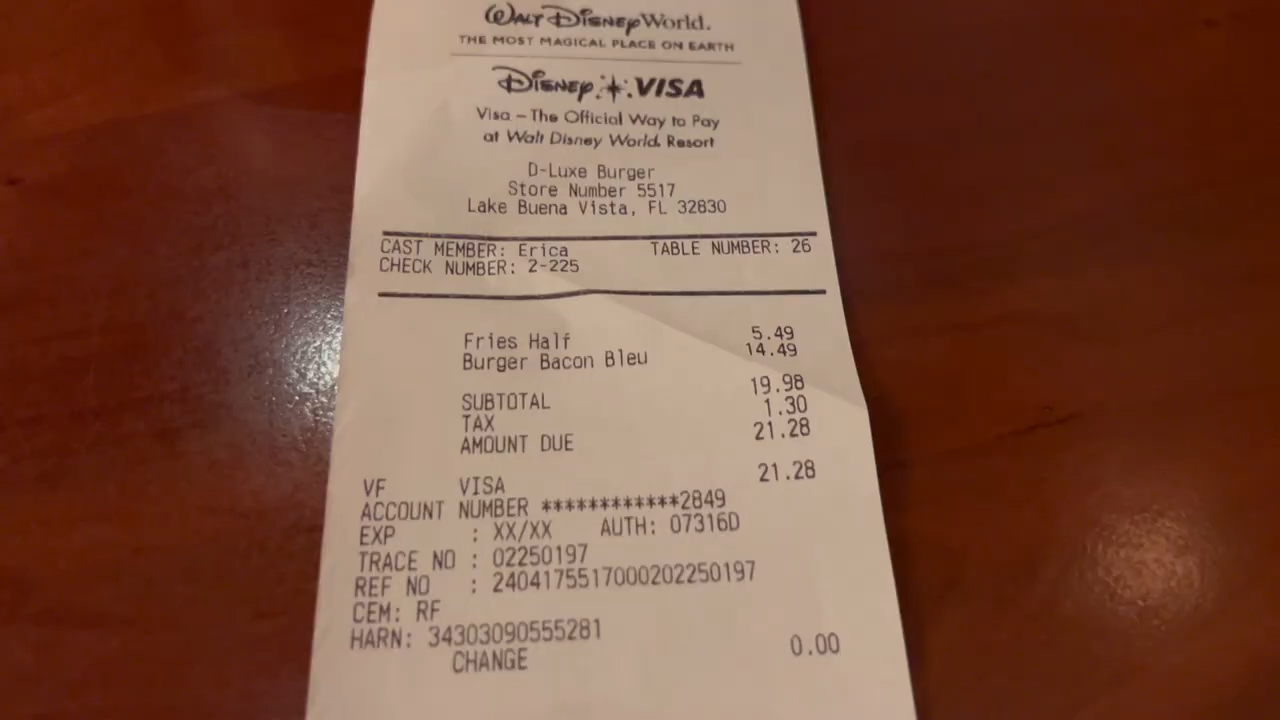 WALT DISNEY World.
THE MOST MAGICAL PLACE ON EARTH
DISNEY VISA
Visa – The Official Way to Pay
at Walt Disney World® Resort
D-Luxe Burger
Store Number 5517
Lake Buena Vista, FL 32830
CAST MEMBER: Erica TABLE NUMBER: 26
CHECK NUMBER: 2-225
Fries Half 5.49
Burger Bacon Bleu 14.49
SUBTOTAL 19.98
TAX 1.30
AMOUNT DUE 21.28
VF VISA 21.28
ACCOUNT NUMBER ************2849
EXP : XX/XX AUTH: 07316D
TRACE NO : 02250197
REF NO : 2404175517000202250197
CEM: RF
HARN: 34303090555281
CHANGE 0.00